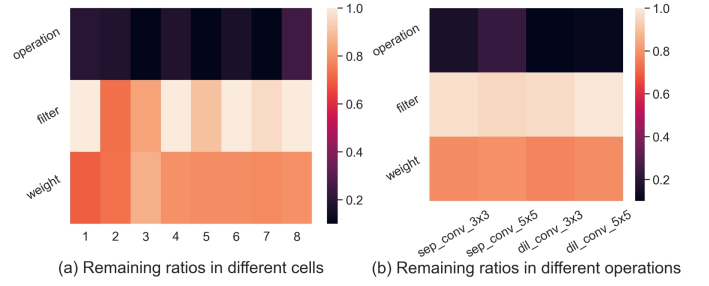 operation
filter
weight
1 2 3 4 5 6 7 8
1.0
0.8
0.6
0.4
0.2
(a) Remaining ratios in different cells
operation
filter
weight
sep_conv_3x3
sep_conv_5x5
dil_conv_3x3
dil_conv_5x5
1.0
0.8
0.6
0.4
0.2
(b) Remaining ratios in different operations